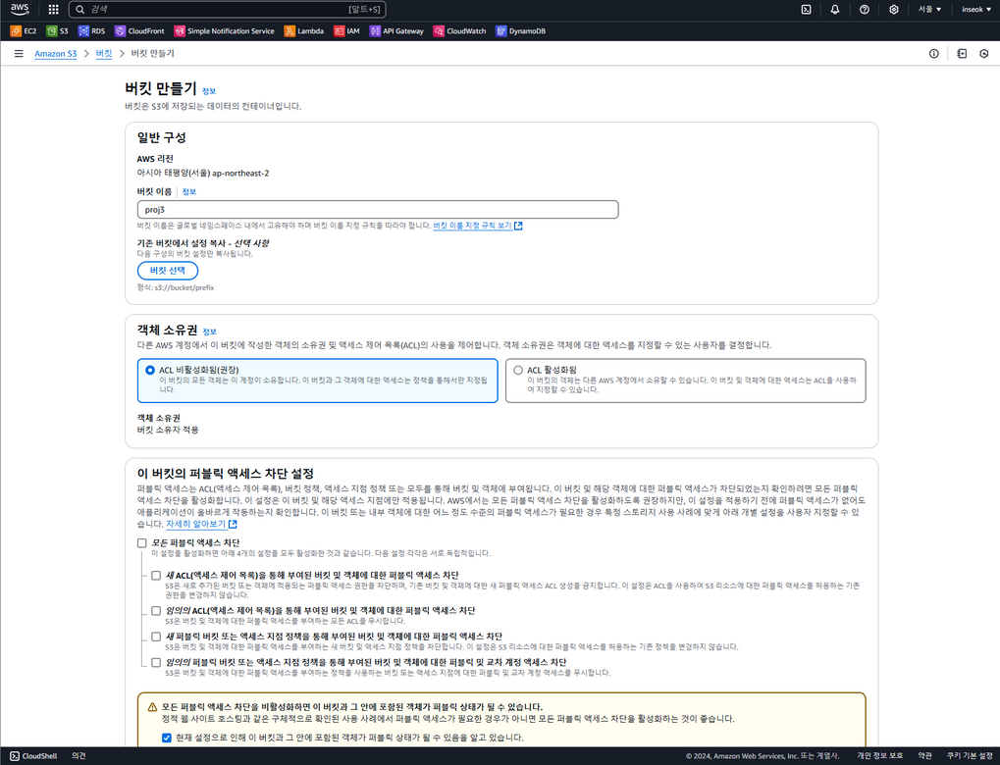 aws
검색
[알트+S]
서울 ▼
inseok ▼
EC2
S3
RDS
CloudFront
Simple Notification Service
Lambda
IAM
API Gateway
CloudWatch
DynamoDB
Amazon S3 > 버킷 > 버킷 만들기
버킷 만들기 정보
버킷은 S3에 저장되는 데이터의 컨테이너입니다.
일반 구성
AWS 리전
아시아 태평양(서울) ap-northeast-2
버킷 이름 정보
proj3
버킷 이름은 글로벌 네임스페이스 내에서 고유해야 하며 버킷 이름 지정 규칙을 따라야 합니다. 버킷 이름 지정 규칙 보기
기존 버킷에서 설정 복사 - 선택 사항
다음 구성의 버킷 설정만 복사됩니다.
버킷 선택
형식: s3://bucket/prefix
객체 소유권 정보
다른 AWS 계정에서 이 버킷에 작성한 객체의 소유권 및 액세스 제어 목록(ACL)의 사용을 제어합니다. 객체 소유권은 객체에 대한 액세스를 지정할 수 있는 사용자를 결정합니다.
ACL 비활성화됨(권장)
이 버킷의 모든 객체는 이 계정이 소유합니다. 이 버킷과 그 객체에 대한 액세스는 정책을 통해서만 지정됩
니다.
ACL 활성화됨
이 버킷의 객체는 다른 AWS 계정에서 소유할 수 있습니다. 이 버킷 및 객체에 대한 액세스는 ACL을 사용하
여 지정할 수 있습니다.
객체 소유권
버킷 소유자 적용
이 버킷의 퍼블릭 액세스 차단 설정
퍼블릭 액세스는 ACL(액세스 제어 목록), 버킷 정책, 액세스 지점 정책 또는 모두를 통해 버킷 및 객체에 부여됩니다. 이 버킷 및 해당 객체에 대한 퍼블릭 액세스가 차단되었는지 확인하려면 모든 퍼블릭
액세스 차단을 활성화합니다. 이 설정은 이 버킷 및 해당 액세스 지점에만 적용됩니다. AWS에서는 모든 퍼블릭 액세스 차단을 활성화하도록 권장하지만, 이 설정을 적용하기 전에 퍼블릭 액세스가 없어도
애플리케이션이 올바르게 작동하는지 확인합니다. 이 버킷 또는 내부 객체에 대한 어느 정도 수준의 퍼블릭 액세스가 필요한 경우 특정 스토리지 사용 사례에 맞게 아래 개별 설정을 사용자 지정할 수 있
습니다. 자세히 알아보기
모든 퍼블릭 액세스 차단
이 설정을 활성화하면 아래 4개의 설정을 모두 활성화한 것과 같습니다. 다음 설정 각각은 서로 독립적입니다.
새 ACL(액세스 제어 목록)을 통해 부여된 버킷 및 객체에 대한 퍼블릭 액세스 차단
S3은 새로 추가된 버킷 또는 객체에 적용되는 퍼블릭 액세스 권한을 차단하며, 기존 버킷 및 객체에 대한 새 퍼블릭 액세스 ACL 생성을 금지합니다. 이 설정은 ACL을 사용하여 S3 리소스에 대한 퍼블릭 액세스를 허용하는 기존
권한을 변경하지 않습니다.
임의의 ACL(액세스 제어 목록)을 통해 부여된 버킷 및 객체에 대한 퍼블릭 액세스 차단
S3은 버킷 및 객체에 대한 퍼블릭 액세스를 부여하는 모든 ACL을 무시합니다.
새 퍼블릭 버킷 또는 액세스 지점 정책을 통해 부여된 버킷 및 객체에 대한 퍼블릭 액세스 차단
S3은 버킷 및 객체에 대한 퍼블릭 액세스를 부여하는 새 버킷 및 액세스 지점 정책을 차단합니다. 이 설정은 S3 리소스에 대한 퍼블릭 액세스를 허용하는 기존 정책을 변경하지 않습니다.
임의의 퍼블릭 버킷 또는 액세스 지점 정책을 통해 부여된 버킷 및 객체에 대한 퍼블릭 및 교차 계정 액세스 차단
S3은 버킷 및 객체에 대한 퍼블릭 액세스를 부여하는 정책을 사용하는 버킷 또는 액세스 지점에 대한 퍼블릭 및 교차 계정 액세스를 무시합니다.
모든 퍼블릭 액세스 차단을 비활성화하면 이 버킷과 그 안에 포함된 객체가 퍼블릭 상태가 될 수 있습니다.
정적 웹 사이트 호스팅과 같은 구체적으로 확인된 사용 사례에서 퍼블릭 액세스가 필요한 경우가 아니면 모든 퍼블릭 액세스 차단을 활성화하는 것이 좋습니다.
현재 설정으로 인해 이 버킷과 그 안에 포함된 객체가 퍼블릭 상태가 될 수 있음을 알고 있습니다.
CloudShell
의견
© 2024, Amazon Web Services, Inc. 또는 계열사.
개인 정보 보호
약관
쿠키 기본 설정